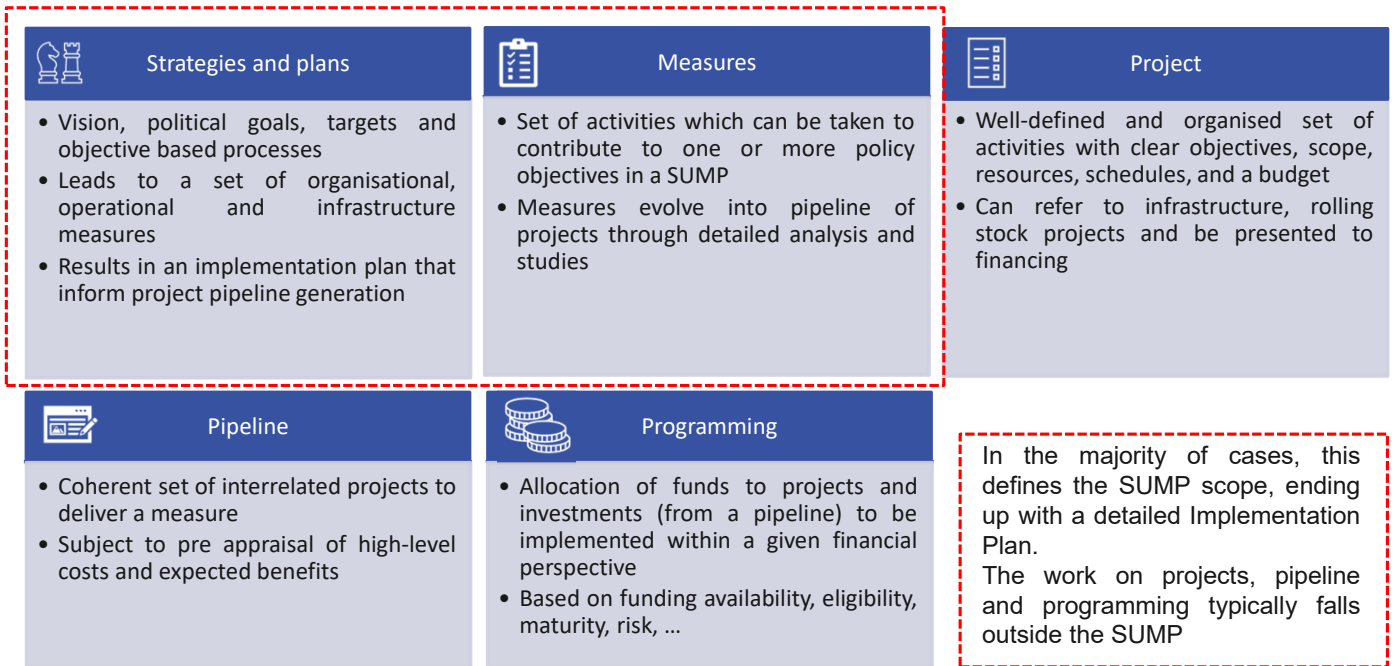 Strategies and plans
• Vision, political goals, targets and
objective based processes
• Leads to a set of organisational,
operational and infrastructure
measures
• Results in an implementation plan that
inform project pipeline generation
Measures
• Set of activities which can be taken to
contribute to one or more policy
objectives in a SUMP
• Measures evolve into pipeline of
projects through detailed analysis and
studies
Project
• Well-defined and organised set of
activities with clear objectives, scope,
resources, schedules, and a budget
• Can refer to infrastructure, rolling
stock projects and be presented to
financing
Pipeline
• Coherent set of interrelated projects to
deliver a measure
• Subject to pre appraisal of high-level
costs and expected benefits
Programming
• Allocation of funds to projects and
investments (from a pipeline) to be
implemented within a given financial
perspective
• Based on funding availability, eligibility,
maturity, risk, …
In the majority of cases, this
defines the SUMP scope, ending
up with a detailed Implementation
Plan.
The work on projects, pipeline
and programming typically falls
outside the SUMP